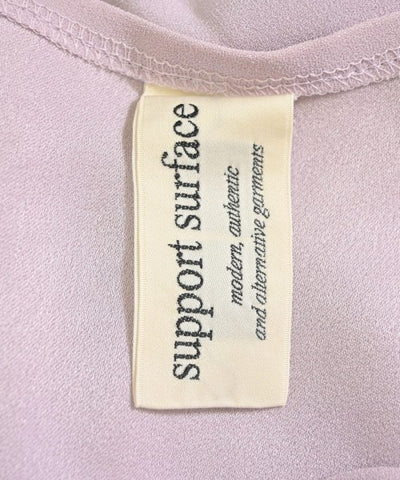 support surface
modern, authentic
and alternative garments